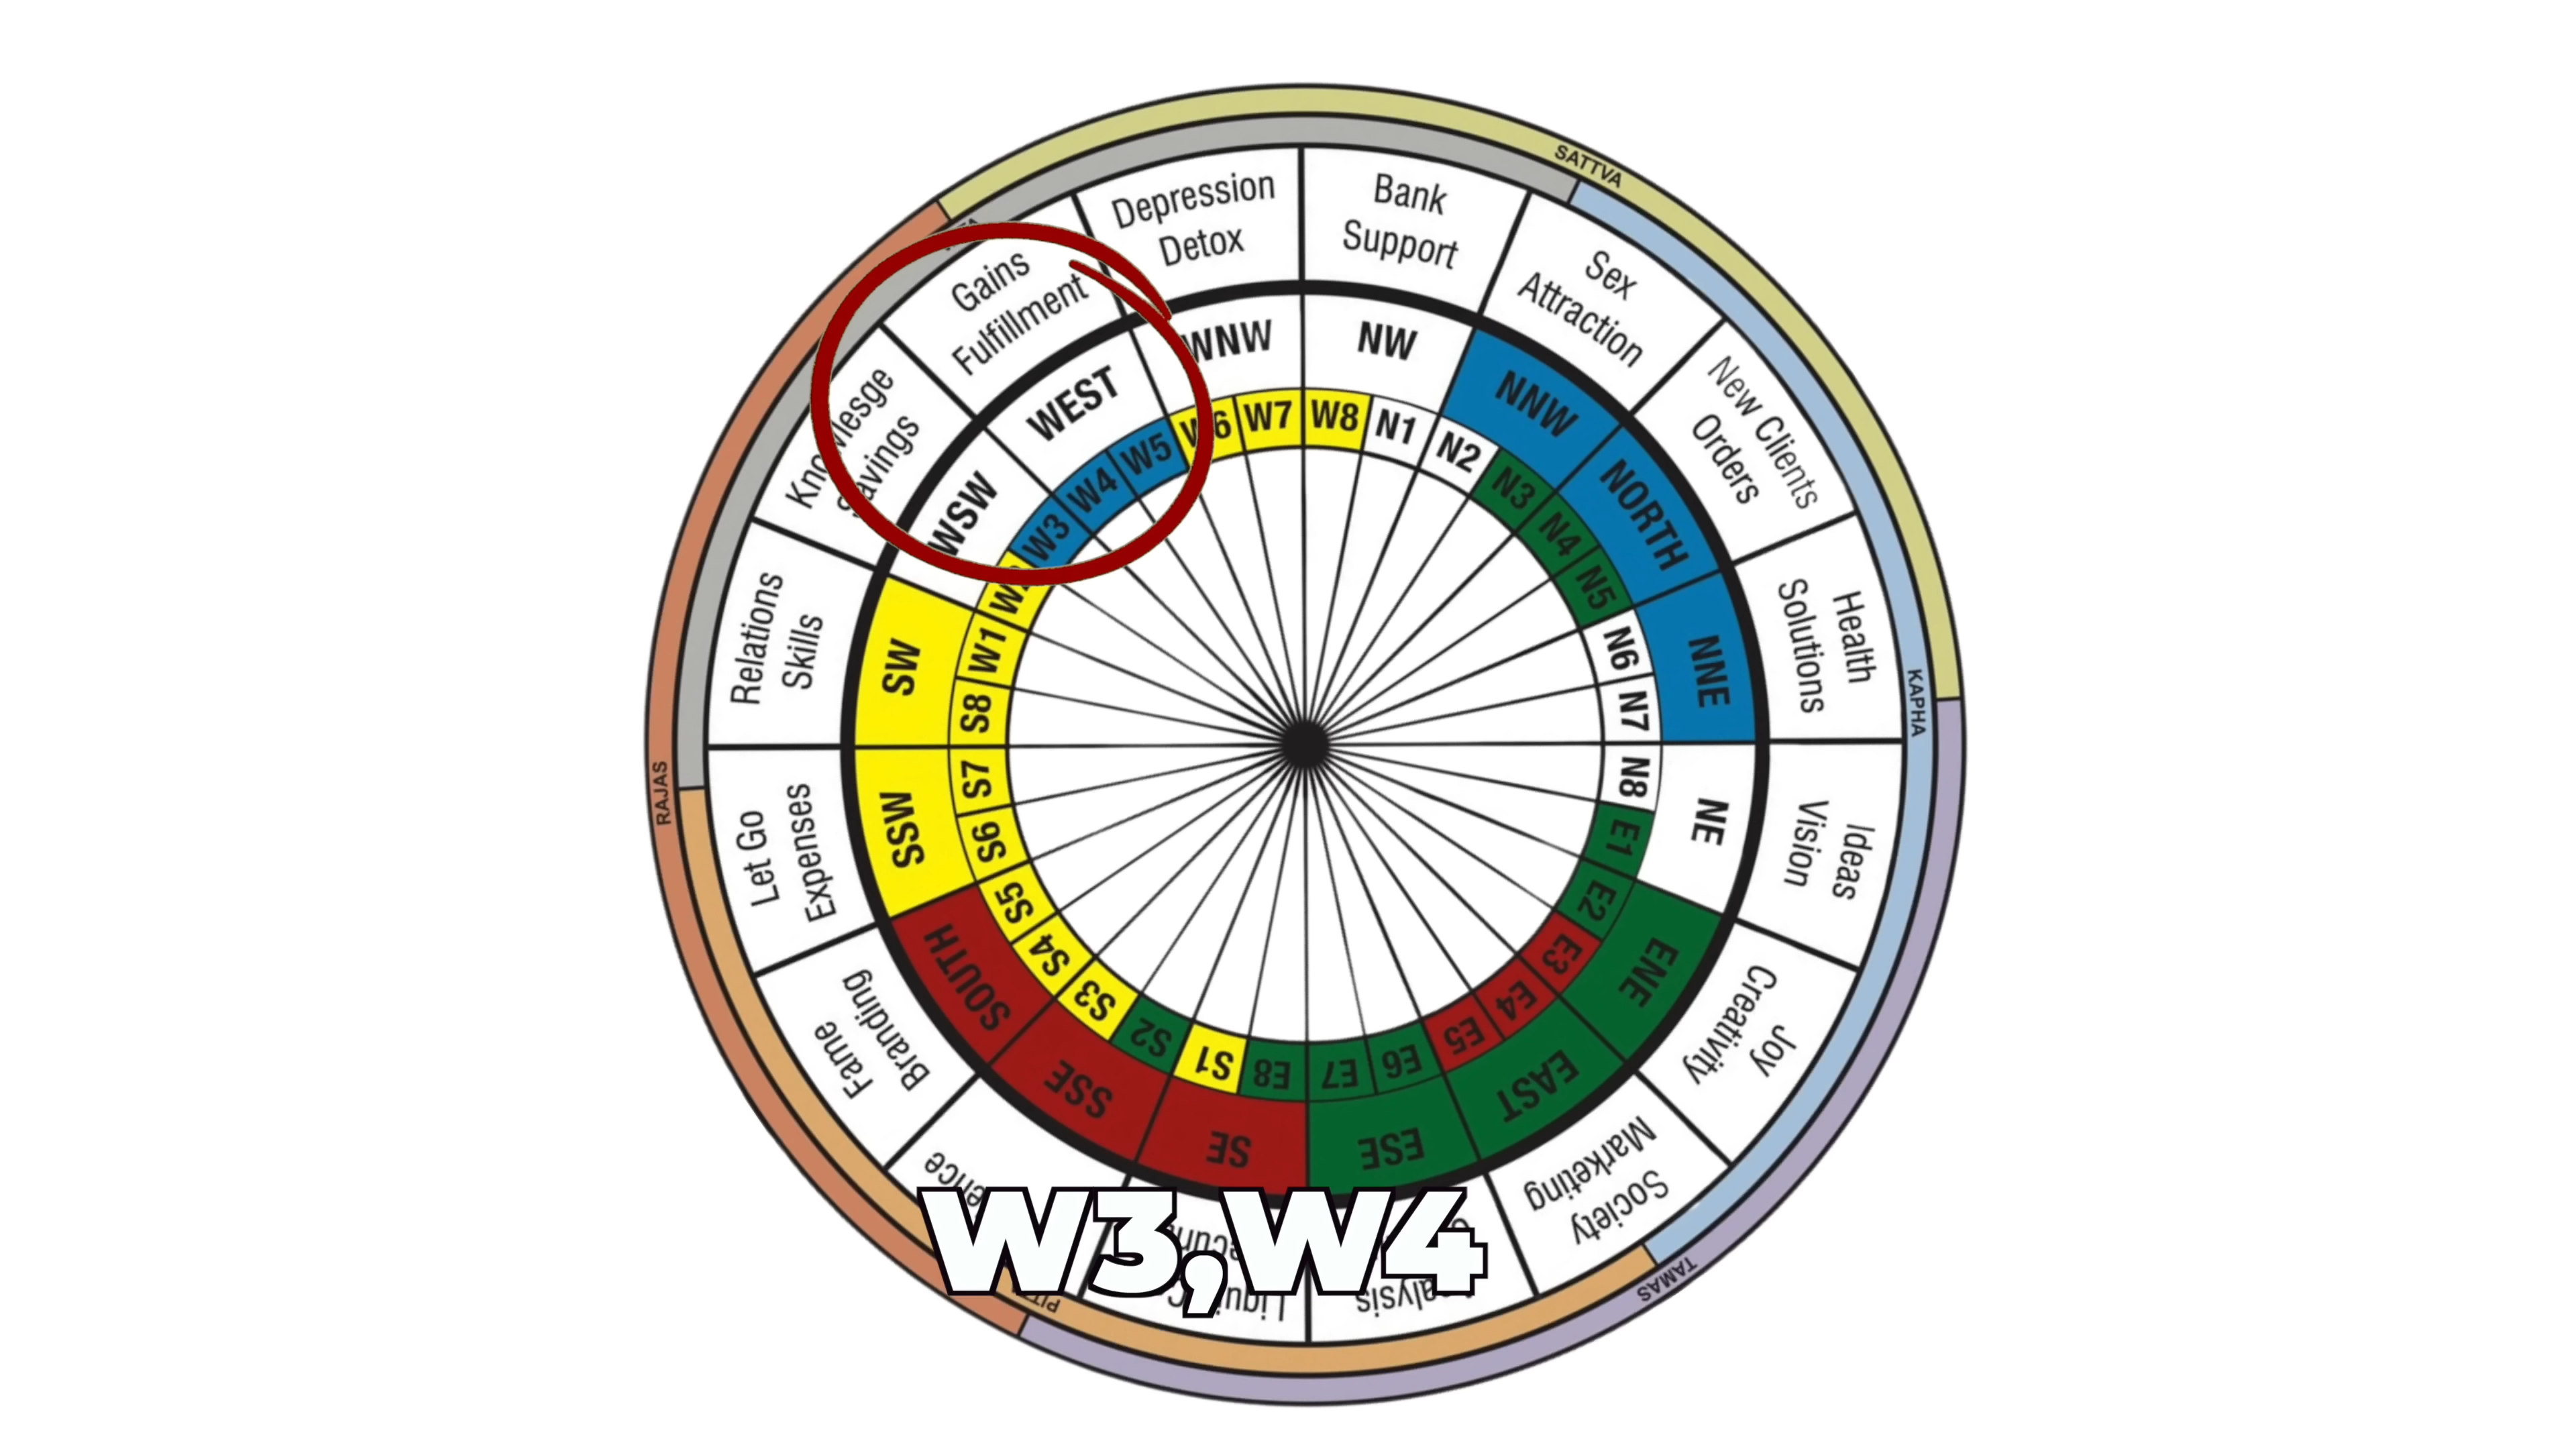 SATTVA
KAPHA
TAMAS
RAJAS
Depression
Detox
Bank
Support
Sex
Attraction
New Clients
Orders
Health
Solutions
Ideas
Vision
Joy
Creativity
Society
Marketing
Fame
Branding
Let Go
Expenses
Relations
Skills
Savings
Gains
Fulfillment
WNW
NW
NNW
NORTH
NNE
NE
ENE
EAST
ESE
SE
SSE
SOUTH
SSW
SW
WSW
WEST
W6
W7
W8
N1
N2
N3
N4
N5
N6
N7
N8
E1
E2
E3
E4
E5
E6
E7
E8
S1
S2
S3
S4
S5
S6
S7
S8
W1
W3
W4
W5
W3,W4